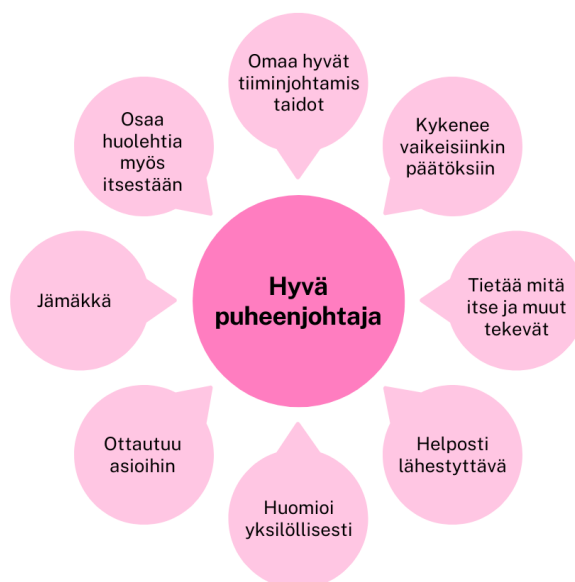 Omaa hyvät
tiiminjohtamis
taidot
Kykenee
vaikeisiinkin
päätöksiin
Tietää mitä
itse ja muut
tekevät
Helposti
lähestyttävä
Huomioi
yksilöllisesti
Ottautuu
asioihin
Jämäkkä
Osaa
huolehtia
myös
itsestään
Hyvä
puheenjohtaja